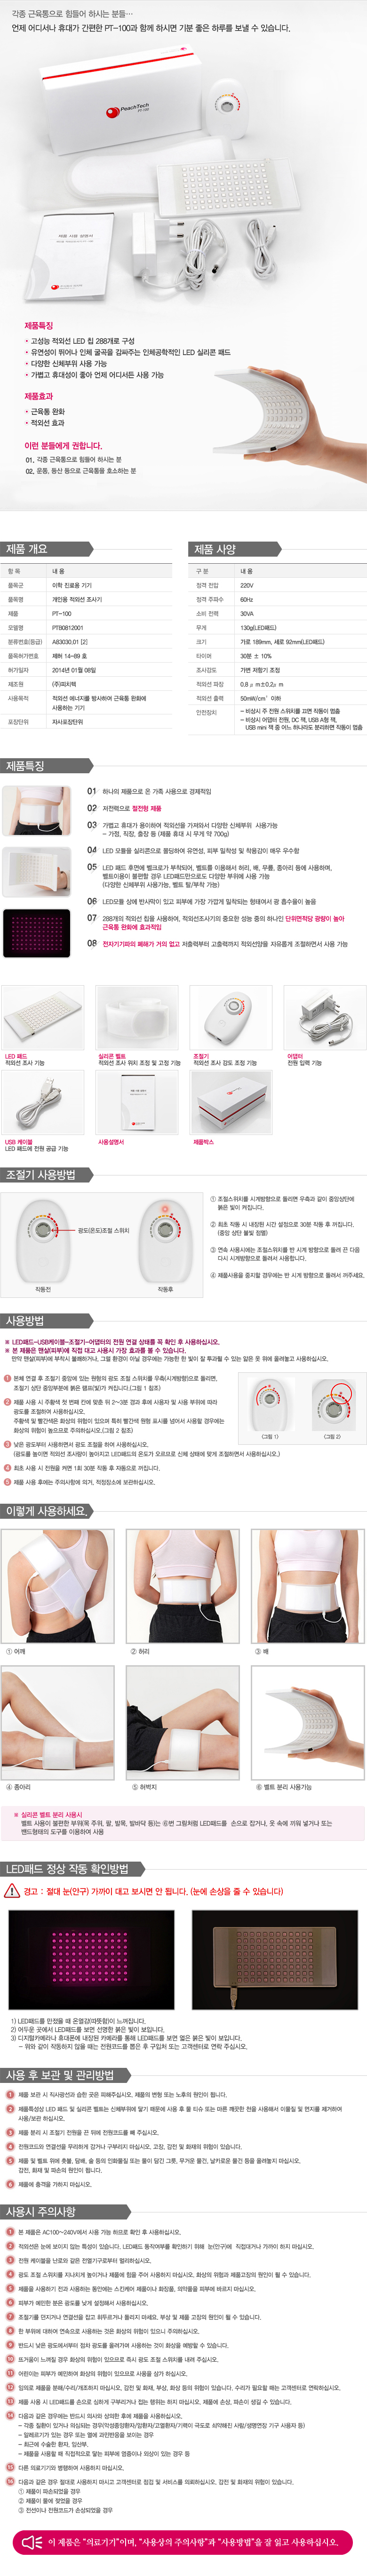 각종 근육통으로 힘들어 하시는 분들…
언제 어디서나 휴대가 간편한 PT-100과 함께 하시면 기분 좋은 하루를 보낼 수 있습니다.
PeachTech
PT-100
제품 사용 설명서
제품특징
• 고성능 적외선 LED 칩 288개로 구성
• 유연성이 뛰어나 인체 굴곡을 감싸주는 인체공학적인 LED 실리콘 패드
• 다양한 신체부위 사용 가능
• 가볍고 휴대성이 좋아 언제 어디서든 사용 가능
제품효과
• 근육통 완화
• 적외선 효과
이런 분들에게 권합니다.
01. 각종 근육통으로 힘들어 하시는 분
02. 운동, 등산 등으로 근육통을 호소하는 분
제품 개요
항 목 내 용
품목군 이학 진료용 기기
품목명 개인용 적외선 조사기
제품 PT-100
모델명 PTB0812001
분류번호(등급) A83030.01 [2]
품목허가번호 제허 14-89 호
허가일자 2014년 01월 08일
제조원 (주)피치텍
사용목적 적외선 에너지를 방사하여 근육통 완화에
사용하는 기기
포장단위 자사포장단위
제품 사양
구 분 내 용
정격 전압 220V
정격 주파수 60Hz
소비 전력 30VA
무게 130g(LED패드)
크기 가로 189mm, 세로 92mm(LED패드)
타이머 30분 ± 10%
조사강도 가변 저항기 조정
적외선 파장 0.8μm±0.2μm
적외선 출력 50mW/cm² 이하
안전장치 - 비상시 주 전원 스위치를 끄면 작동이 멈춤
- 비상시 어댑터 전원, DC 잭, USB A형 잭,
USB mini 잭 중 어느 하나라도 분리하면 작동이 멈춤
제품특징
01 하나의 제품으로 온 가족 사용으로 경제적임
02 저전력으로 절전형 제품
03 가볍고 휴대가 용이하여 적외선을 가져와서 다양한 신체부위 사용가능
- 가정, 직장, 출장 등 (제품 휴대 시 무게 약 700g)
04 LED 모듈을 실리콘으로 몰딩하여 유연성, 피부 밀착성 및 착용감이 매우 우수함
05 LED 패드 후면에 벨크로가 부착되어, 벨트를 이용해서 허리, 배, 무릎, 종아리 등에 사용하며,
벨트이용이 불편할 경우 LED패드만으로도 다양한 부위에 사용 가능
(다양한 신체부위 사용가능, 벨트 탈/부착 가능)
06 LED모듈 상에 반사막이 있고 피부에 가장 가깝게 밀착되는 형태여서 광 흡수율이 높음
07 288개의 적외선 칩을 사용하여, 적외선조사기의 중요한 성능 중의 하나인 단위면적당 광량이 높아
근육통 완화에 효과적임
08 전자기기파의 폐해가 거의 없고 저출력부터 고출력까지 적외선양을 자유롭게 조절하면서 사용 가능
LED 패드
적외선 조사 기능
실리콘 벨트
적외선 조사 위치 조정 및 고정 기능
조절기
적외선 조사 강도 조정 기능
어댑터
전원 입력 기능
USB 케이블
LED 패드에 전원 공급 기능
사용설명서
제품박스
조절기 사용방법
광도(온도)조절 스위치
작동전
작동후
① 조절스위치를 시계방향으로 돌리면 우측과 같이 중앙상단에
붉은 빛이 켜집니다.
② 최초 작동 시 내장된 시간 설정으로 30분 작동 후 꺼집니다.
(중앙 상단 불빛 점멸)
③ 연속 사용시에는 조절스위치를 반 시계 방향으로 돌려 끈 다음
다시 시계방향으로 돌려서 사용합니다.
④ 제품사용을 중지할 경우에는 반 시계 방향으로 돌려서 꺼주세요.
사용방법
※ LED패드-USB케이블-조절기-어댑터의 전원 연결 상태를 꼭 확인 후 사용하십시오.
※ 본 제품은 맨살(피부)에 직접 대고 사용시 가장 효과를 볼 수 있습니다.
만약 맨살(피부)에 부착시 불쾌하거나, 그럴 환경이 아닐 경우에는 가능한 한 빛이 잘 투과될 수 있는 얇은 옷 위에 올려놓고 사용하십시오.
1 본체 연결 후 조절기 중앙에 있는 원형의 광도 조절 스위치를 우측(시계방향)으로 돌리면,
조절기 상단 중앙부분에 붉은 램프(빛)가 켜집니다.(그림 1 참조)
2 제품 사용 시 주황색 첫 번째 칸에 맞춘 뒤 2~3분 경과 후에 사용자 및 사용 부위에 따라
광도를 조절하여 사용하십시오.
주황색 및 빨간색은 화상의 위험이 있으며 특히 빨간색 원형 표시를 넘어서 사용할 경우에는
화상의 위험이 높으므로 주의하십시오.(그림 2 참조)
3 낮은 광도부터 사용하면서 광도 조절을 하여 사용하십시오.
(광도를 높이면 적외선 조사량이 높아지고 LED패드의 온도가 오르므로 신체 상태에 맞게 조절하면서 사용하십시오.)
4 최초 사용 시 전원을 켜면 1회 30분 작동 후 자동으로 꺼집니다.
5 제품 사용 후에는 주의사항에 의거, 적정장소에 보관하십시오.
(그림 1)
(그림 2)
이렇게 사용하세요.
① 어깨
② 허리
③ 배
④ 종아리
⑤ 허벅지
⑥ 벨트 분리 사용가능
※ 실리콘 벨트 분리 사용시
벨트 사용이 불편한 부위(목 주위, 팔, 발목, 발바닥 등)는 ⑥번 그림처럼 LED패드를 손으로 잡거나, 옷 속에 끼워 넣거나 또는
밴드형태의 도구를 이용하여 사용
LED패드 정상 작동 확인방법
경고 : 절대 눈(안구) 가까이 대고 보시면 안 됩니다. (눈에 손상을 줄 수 있습니다)
1) LED패드를 만졌을 때 온열감(따뜻함)이 느껴집니다.
2) 어두운 곳에서 LED패드를 보면 선명한 붉은 빛이 보입니다.
3) 디지털카메라나 휴대폰에 내장된 카메라를 통해 LED패드를 보면 엷은 붉은 빛이 보입니다.
- 위와 같이 작동하지 않을 때는 전원코드를 뽑은 후 구입처 또는 고객센터로 연락 주십시오.
사용 후 보관 및 관리방법
1 제품 보관 시 직사광선과 습한 곳은 피해주십시오. 제품의 변형 또는 노후의 원인이 됩니다.
2 제품특성상 LED 패드 및 실리콘 벨트는 신체부위에 닿기 때문에 사용 후 물 티슈 또는 마른 깨끗한 천을 사용해서 이물질 및 먼지를 제거하여
사용/보관 하십시오.
3 제품 분리 시 조절기 전원을 끈 뒤에 전원코드를 빼 주십시오.
4 전원코드와 연결선을 무리하게 감거나 구부리지 마십시오. 고장, 감전 및 화재의 위험이 있습니다.
5 제품 및 벨트 위에 촛불, 담배, 술 등의 인화물질 또는 물이 담긴 그릇, 무거운 물건, 날카로운 물건 등을 올려놓지 마십시오.
감전, 화재 및 파손의 원인이 됩니다.
6 제품에 충격을 가하지 마십시오.
사용시 주의사항
1 본 제품은 AC100~240V에서 사용 가능 하므로 확인 후 사용하십시오.
2 적외선은 눈에 보이지 않는 특성이 있습니다. LED패드 동작여부를 확인하기 위해 눈(안구)에 직접대거나 가까이 하지 마십시오.
3 전원 케이블을 난로와 같은 전열기구로부터 멀리하십시오.
4 광도 조절 스위치를 지나치게 높이거나 제품에 힘을 주어 사용하지 마십시오. 화상의 위험과 제품고장의 원인이 될 수 있습니다.
5 제품을 사용하기 전과 사용하는 동안에는 스킨케어 제품이나 화장품, 의약품을 피부에 바르지 마십시오.
6 피부가 예민한 분은 광도를 낮게 설정해서 사용하십시오.
7 조절기를 던지거나 연결선을 잡고 휘두르거나 돌리지 마세요. 부상 및 제품 고장의 원인이 될 수 있습니다.
8 한 부위에 대하여 연속으로 사용하는 것은 화상의 위험이 있으니 주의하십시오.
9 반드시 낮은 광도에서부터 점차 광도를 올려가며 사용하는 것이 화상을 예방할 수 있습니다.
10 뜨거움이 느껴질 경우 화상의 위험이 있으므로 즉시 광도 조절 스위치를 내려 주십시오.
11 어린이는 피부가 예민하여 화상의 위험이 있으므로 사용을 삼가 하십시오.
12 임의로 제품을 분해/수리/개조하지 마십시오. 감전 및 화재, 부상, 화상 등의 위험이 있습니다. 수리가 필요할 때는 고객센터로 연락하십시오.
13 제품 사용 시 LED패드를 손으로 심하게 구부리거나 접는 행위는 하지 마십시오. 제품에 손상, 파손이 생길 수 있습니다.
14 다음과 같은 경우에는 반드시 의사와 상의한 후에 제품을 사용하십시오.
- 각종 질환이 있거나 의심되는 경우(악성종양환자/암환자/고열환자/기력이 극도로 쇠약해진 사람/생명연장 기구 사용자 등)
- 알레르기가 있는 경우 또는 열에 과민반응을 보이는 경우
- 최근에 수술한 환자, 임산부.
- 제품을 사용할 때 직접적으로 닿는 피부에 염증이나 외상이 있는 경우 등
15 다른 의료기기와 병행하여 사용하지 마십시오.
16 다음과 같은 경우 절대로 사용하지 마시고 고객센터로 점검 및 서비스를 의뢰하십시오. 감전 및 화재의 위험이 있습니다.
① 제품이 파손되었을 경우
② 제품이 물에 젖었을 경우
③ 전선이나 전원코드가 손상되었을 경우
이 제품은 "의료기기"이며, "사용상의 주의사항"과 "사용방법"을 잘 읽고 사용하십시오.